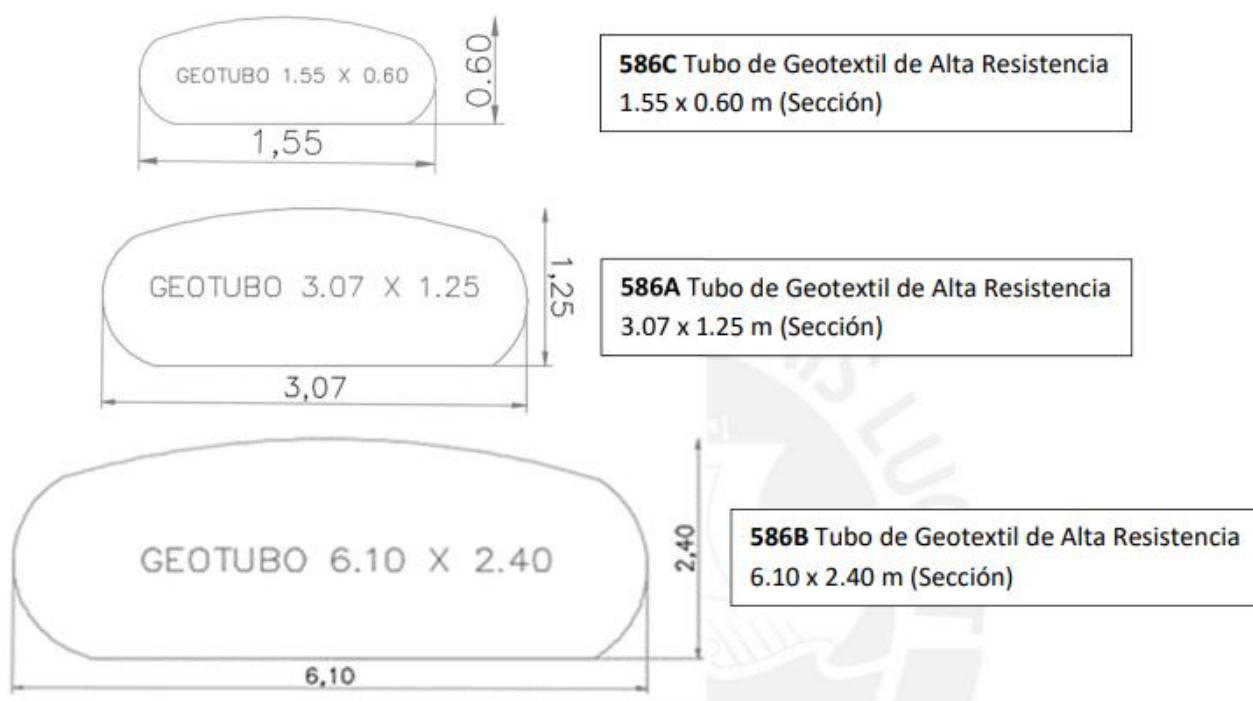 GEOTUBO 1.55 X 0.60
0.60
1,55
586C Tubo de Geotextil de Alta Resistencia
1.55 x 0.60 m (Sección)
GEOTUBO 3.07 X 1.25
1,25
3,07
586A Tubo de Geotextil de Alta Resistencia
3.07 x 1.25 m (Sección)
GEOTUBO 6.10 X 2.40
2,40
6,10
586B Tubo de Geotextil de Alta Resistencia
6.10 x 2.40 m (Sección)